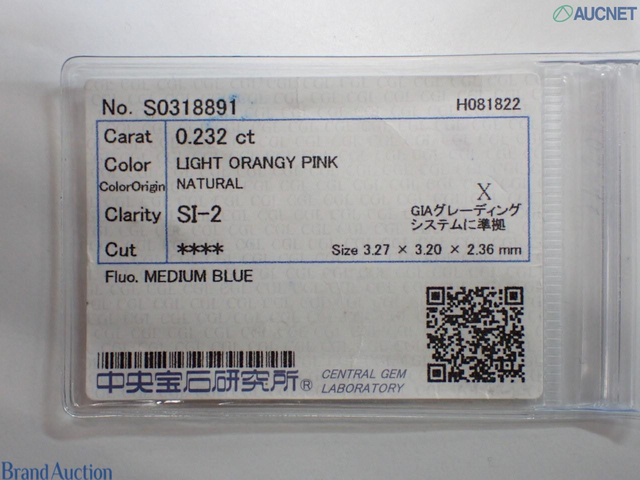 AUCNET
No. S0318891 H081822
Carat 0.232 ct
Color LIGHT ORANGY PINK
ColorOrigin NATURAL
X
Clarity SI-2 GIAグレーディング
システムに準拠
Cut **** Size 3.27 × 3.20 × 2.36 mm
Fluo. MEDIUM BLUE
中央宝石研究所® CENTRAL GEM
LABORATORY
Brand Auction